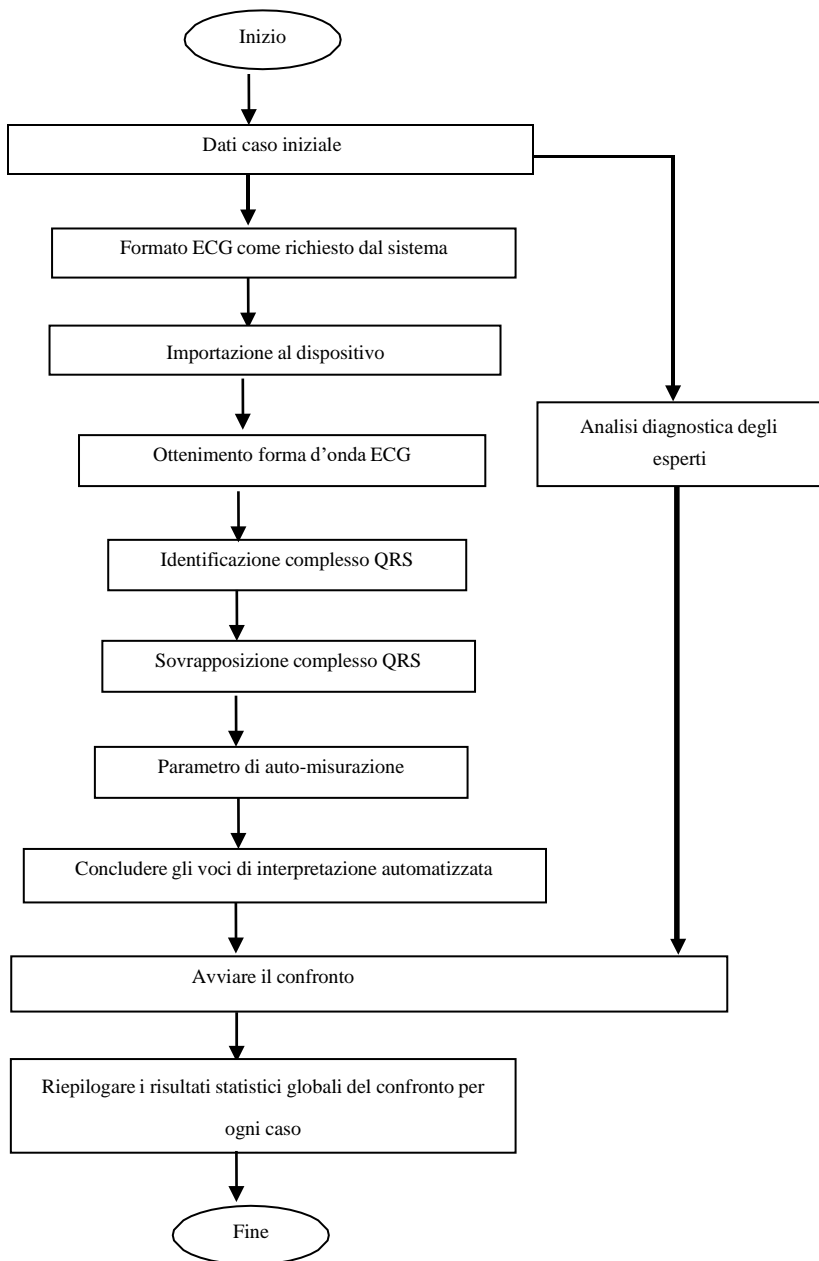 Inizio
Dati caso iniziale
Formato ECG come richiesto dal sistema
Importazione al dispositivo
Analisi diagnostica degli
esperti
Ottenimento forma d’onda ECG
Identificazione complesso QRS
Sovrapposizione complesso QRS
Parametro di auto-misurazione
Concludere gli voci di interpretazione automatizzata
Avviare il confronto
Riepilogare i risultati statistici globali del confronto per
ogni caso
Fine